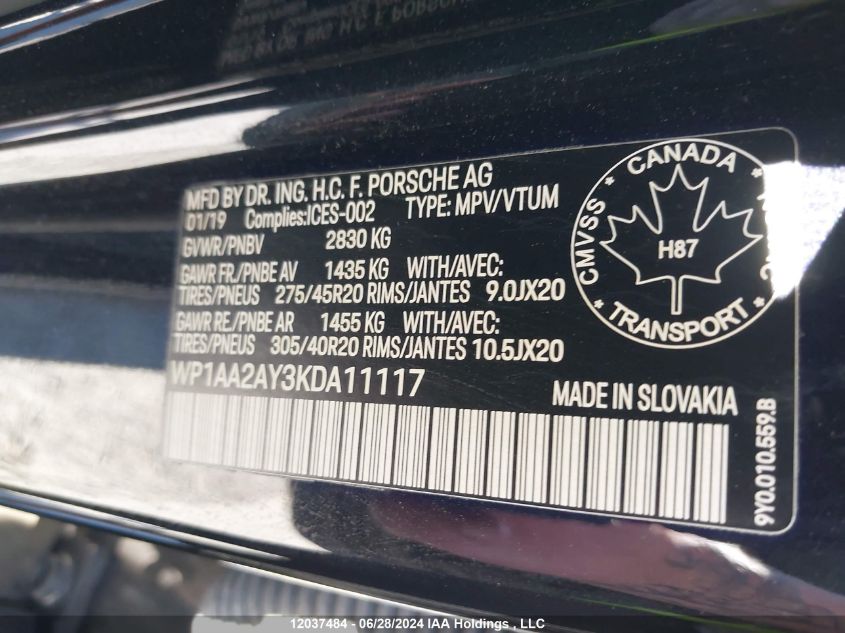 MFD BY DR. ING. H.C. F. PORSCHE AG
01/19 Complies:ICES-002 TYPE: MPV/VTUM
GVWR/PNBV 2830 KG
GAWR FR./PNBE AV 1435 KG WITH/AVEC:
TIRES/PNEUS 275/45R20 RIMS/JANTES 9.0JX20
GAWR RE./PNBE AR 1455 KG WITH/AVEC:
TIRES/PNEUS 305/40R20 RIMS/JANTES 10.5JX20
WP1AA2AY3KDA11117
MADE IN SLOVAKIA
CANADA
CMVSS
H87
TRANSPORT
9Y0.010.559.B
12037484 - 06/28/2024 IAA Holdings , LLC